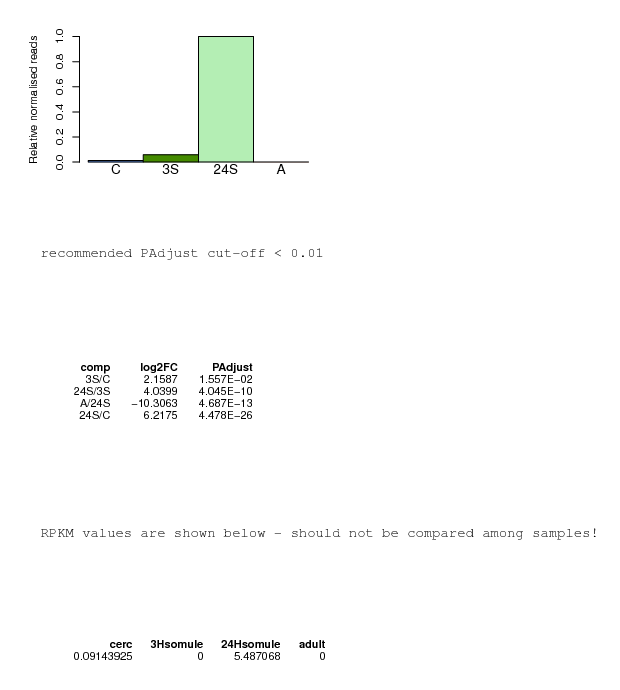 Relative normalised reads
1.0
0.8
0.6
0.4
0.2
0.0
C 3S 24S A
recommended PAdjust cut-off < 0.01
comp log2FC PAdjust
3S/C 2.1587 1.557E−02
24S/3S 4.0399 4.045E−10
A/24S −10.3063 4.687E−13
24S/C 6.2175 4.478E−26
RPKM values are shown below - should not be compared among samples!
cerc 3Hsomule 24Hsomule adult
0.09143925 0 5.487068 0